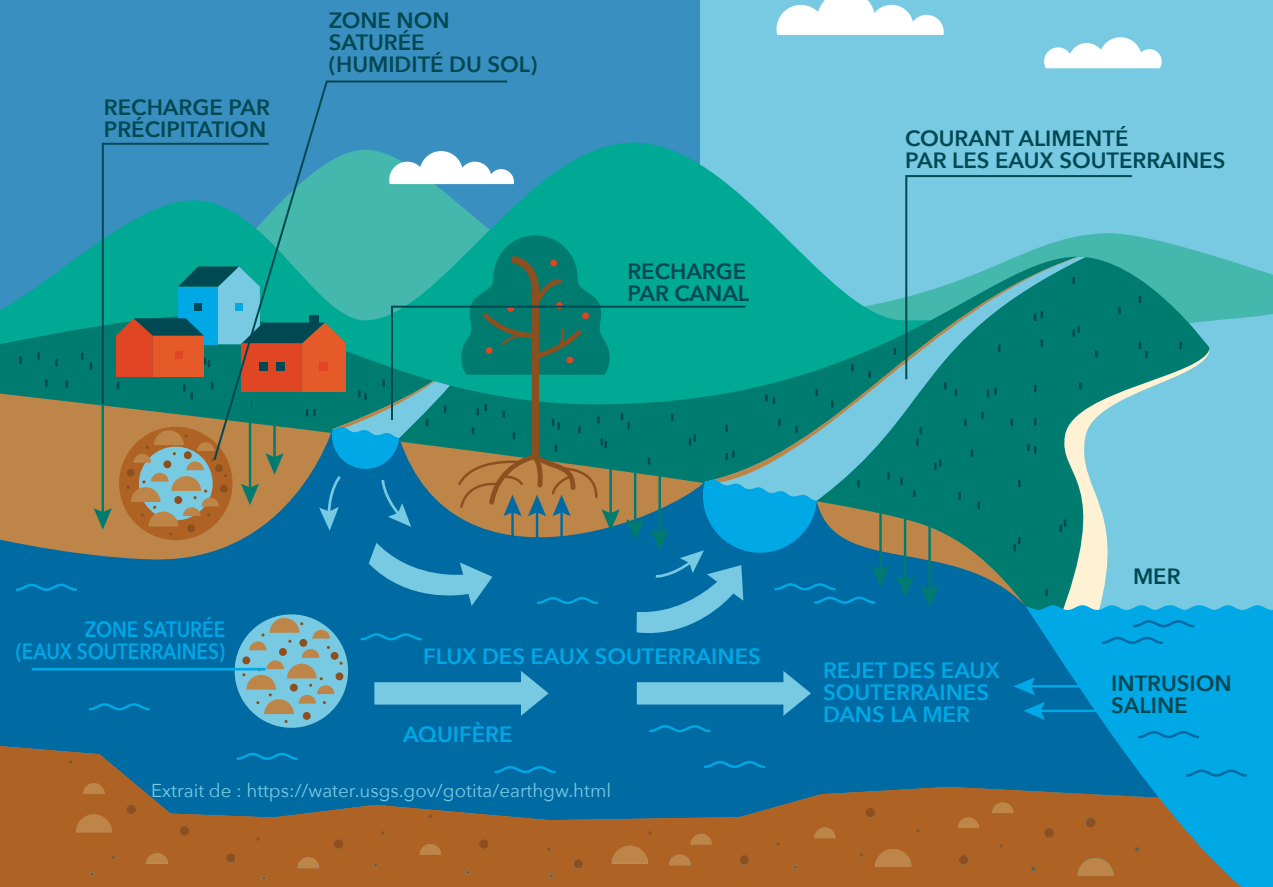 ZONE NON
SATURÉE
(HUMIDITÉ DU SOL)
RECHARGE PAR
PRÉCIPITATION
COURANT ALIMENTÉ
PAR LES EAUX SOUTERRAINES
RECHARGE
PAR CANAL
MER
ZONE SATURÉE
(EAUX SOUTERRAINES)
FLUX DES EAUX SOUTERRAINES
AQUIFÈRE
REJET DES EAUX
SOUTERRAINES
DANS LA MER
INTRUSION
SALINE
Extrait de : https://water.usgs.gov/gotita/earthgw.html